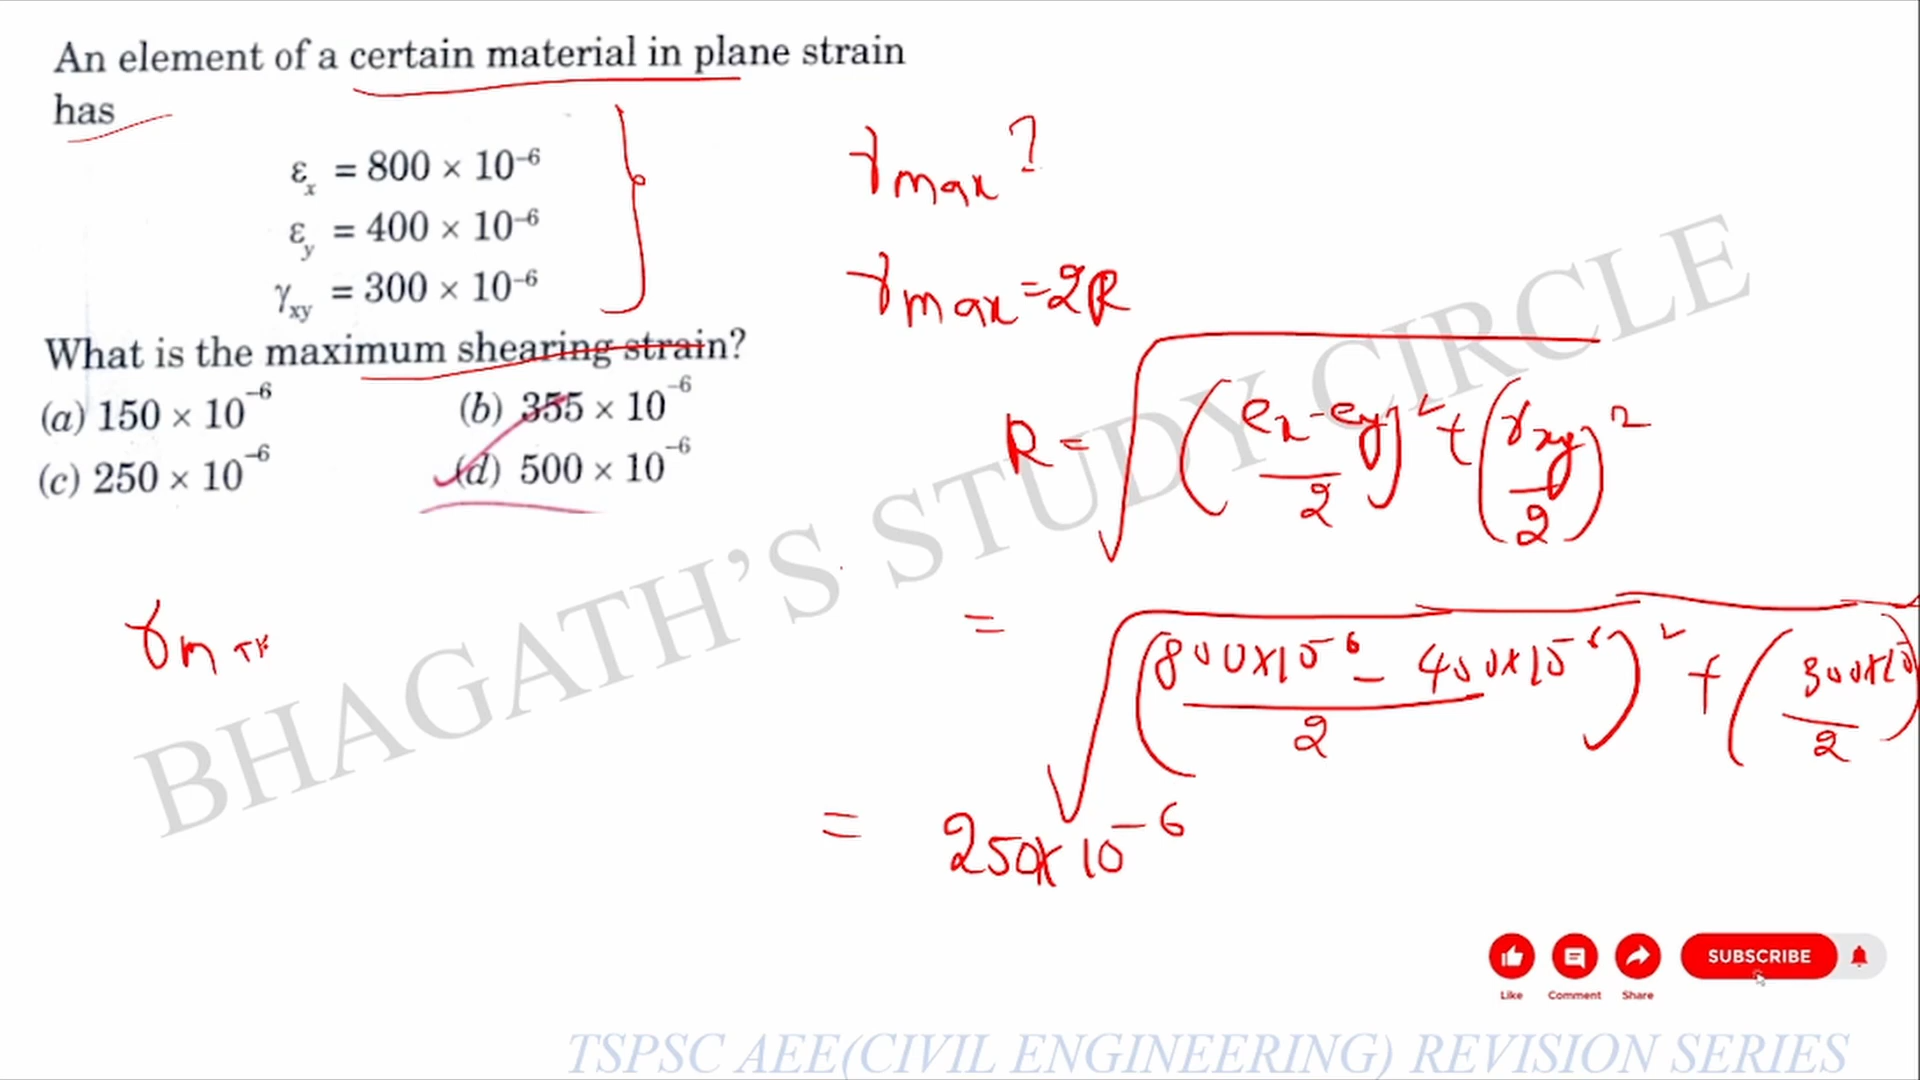 An element of a certain material in plane strain
has
εx = 800 × 10⁻⁶
εy = 400 × 10⁻⁶
γxy = 300 × 10⁻⁶
What is the maximum shearing strain?
(a) 150 × 10⁻⁶ (b) 355 × 10⁻⁶
(c) 250 × 10⁻⁶ (d) 500 × 10⁻⁶
γmax ?
γmax = 2R
R = √((ex - ey)/2)² + (γxy/2)²
= √((800×10⁻⁶ - 400×10⁻⁶)/2)² + (300×10/2)
= 250×10⁻⁶
γm
BHAGATH'S STUDY CIRCLE
Like Comment Share SUBSCRIBE
TSPSC AEE(CIVIL ENGINEERING) REVISION SERIES